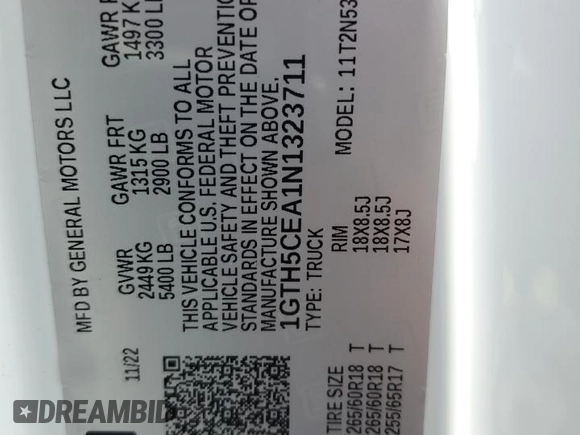 MFD BY GENERAL MOTORS LLC
11/22 GVWR GAWR FRT GAWR
2449 KG 1315 KG 1497 K
5400 LB 2900 LB 3300 L
THIS VEHICLE CONFORMS TO ALL
APPLICABLE U.S. FEDERAL MOTOR
VEHICLE SAFETY AND THEFT PREVENTI
STANDARDS IN EFFECT ON THE DATE OF
MANUFACTURE SHOWN ABOVE.
1GTH5CEA1N1323711
TYPE: TRUCK MODEL: 11T2N53
TIRE SIZE RIM
265/60R18 T 18X8.5J
265/60R18 T 18X8.5J
255/65R17 T 17X8J
DREAMBID